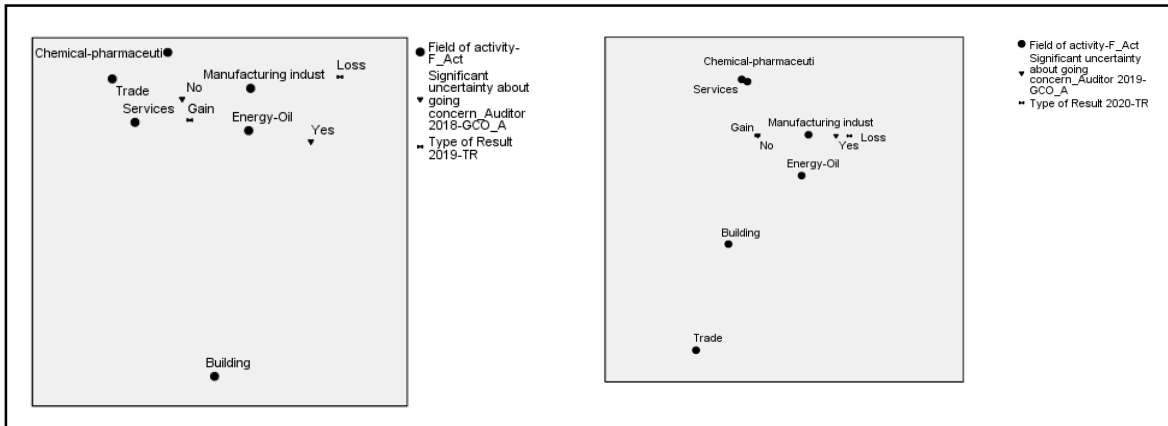 Chemical-pharmaceuti
Trade
Services
No
Gain
Manufacturing indust
Energy-Oil
Loss
Yes
Building
Field of activity-
F_Act
Significant
uncertainty about
going
concern_Auditor
2018-GCO_A
Type of Result
2019-TR
Chemical-pharmaceuti
Services
Gain
No
Manufacturing indust
Yes
Loss
Energy-Oil
Building
Trade
Field of activity-F_Act
Significant uncertainty
about going
concern_Auditor 2019-
GCO_A
Type of Result 2020-TR